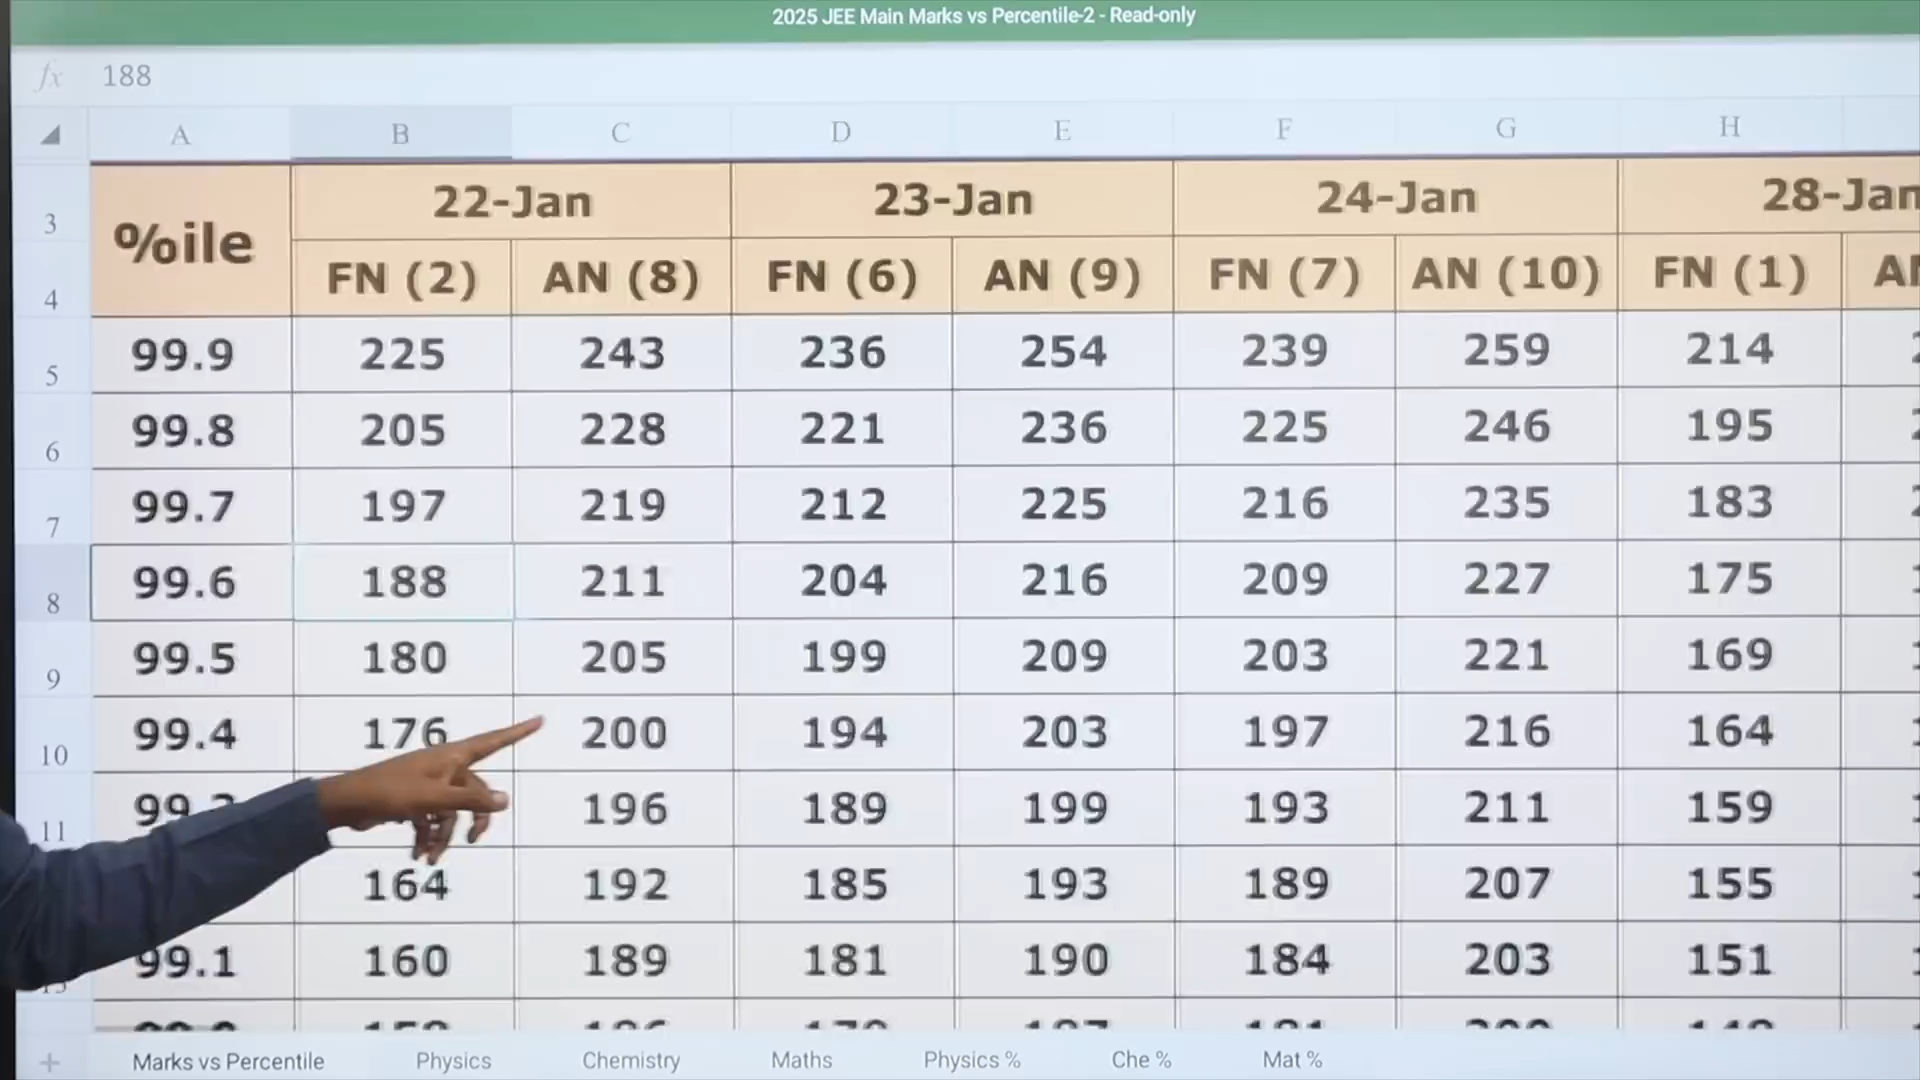 2025 JEE Main Marks vs Percentile-2 - Read-only
fx 188
A B C D E F G H
3 %ile 22-Jan 23-Jan 24-Jan 28-Jan
4 FN (2) AN (8) FN (6) AN (9) FN (7) AN (10) FN (1)
5 99.9 225 243 236 254 239 259 214
6 99.8 205 228 221 236 225 246 195
7 99.7 197 219 212 225 216 235 183
8 99.6 188 211 204 216 209 227 175
9 99.5 180 205 199 209 203 221 169
10 99.4 176 200 194 203 197 216 164
11 196 189 199 193 211 159
164 192 185 193 189 207 155
99.1 160 189 181 190 184 203 151
+ Marks vs Percentile Physics Chemistry Maths Physics % Che % Mat %